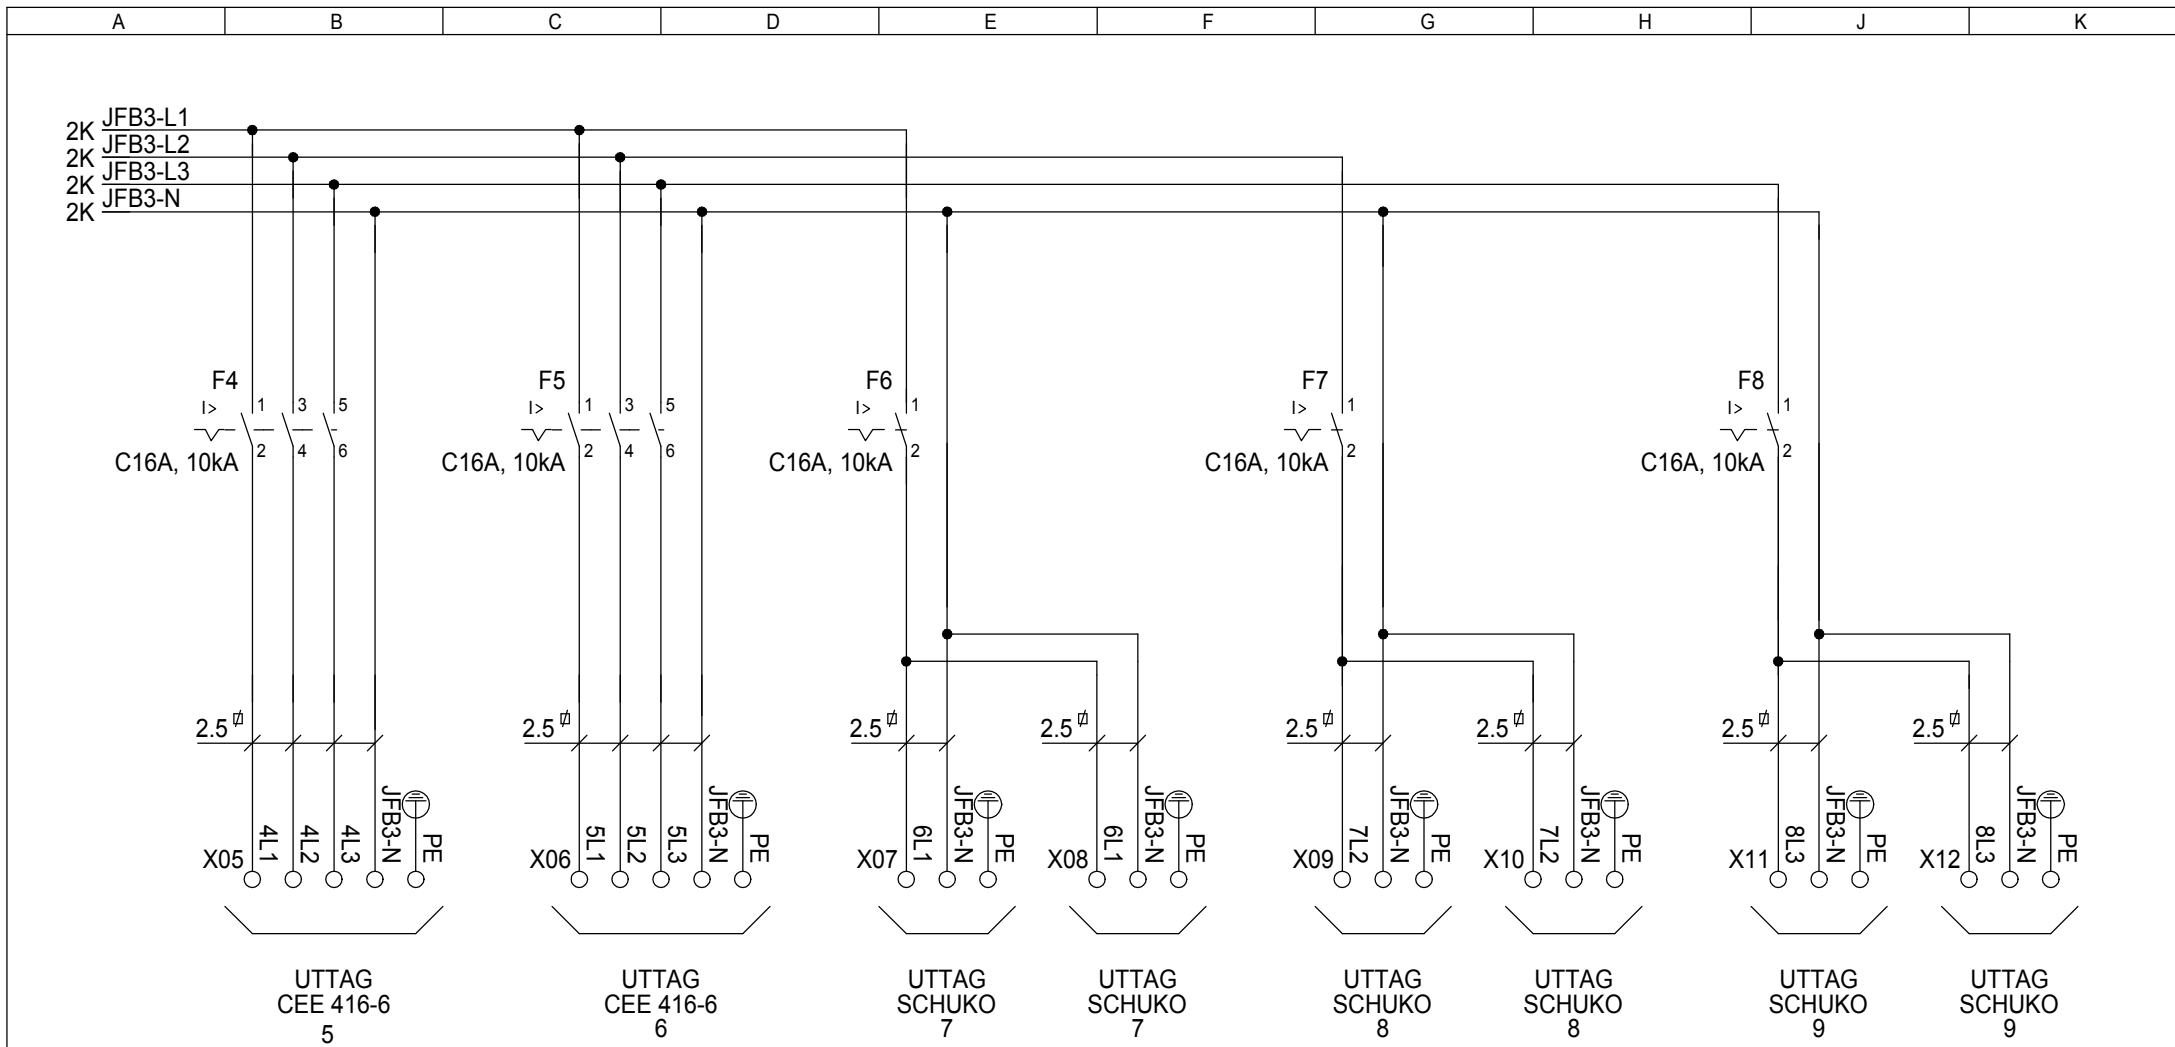 A B C D E F G H J K
2K JFB3-L1
2K JFB3-L2
2K JFB3-L3
2K JFB3-N
F4 F5 F6 F7 F8
I> 1 3 5 I> 1 3 5 I> 1 I> 1 I> 1
2 4 6 2 4 6 2 2 2
C16A, 10kA C16A, 10kA C16A, 10kA C16A, 10kA C16A, 10kA
2.5 2.5 2.5 2.5 2.5 2.5 2.5 2.5
X05 4L1 4L2 4L3 JFB3-N PE
X06 5L1 5L2 5L3 JFB3-N PE
X07 6L1 JFB3-N PE
X08 6L1 JFB3-N PE
X09 7L2 JFB3-N PE
X10 7L2 JFB3-N PE
X11 8L3 JFB3-N PE
X12 8L3 JFB3-N PE
UTTAG
CEE 416-6
5
UTTAG
CEE 416-6
6
UTTAG
SCHUKO
7
UTTAG
SCHUKO
7
UTTAG
SCHUKO
8
UTTAG
SCHUKO
8
UTTAG
SCHUKO
9
UTTAG
SCHUKO
9